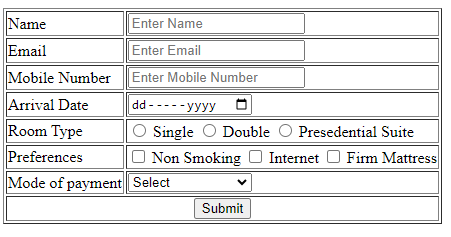 Name Enter Name
Email Enter Email
Mobile Number Enter Mobile Number
Arrival Date dd-----yyyy
Room Type Single Double Presedential Suite
Preferences Non Smoking Internet Firm Mattress
Mode of payment Select
Submit